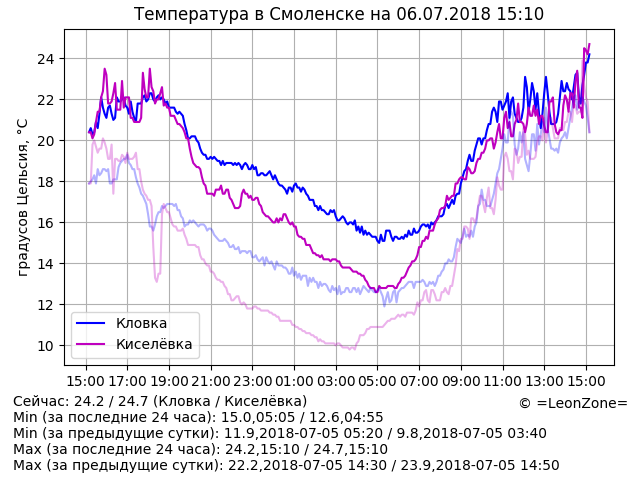 Температура в Смоленске на 06.07.2018 15:10
градусов Цельсия, °C
24
22
20
18
16
14
12
10
Кловка
Киселёвка
15:00 17:00 19:00 21:00 23:00 01:00 03:00 05:00 07:00 09:00 11:00 13:00 15:00
Сейчас: 24.2 / 24.7 (Кловка / Киселёвка)
© =LeonZone=
Min (за последние 24 часа): 15.0,05:05 / 12.6,04:55
Min (за предыдущие сутки): 11.9,2018-07-05 05:20 / 9.8,2018-07-05 03:40
Max (за последние 24 часа): 24.2,15:10 / 24.7,15:10
Max (за предыдущие сутки): 22.2,2018-07-05 14:30 / 23.9,2018-07-05 14:50